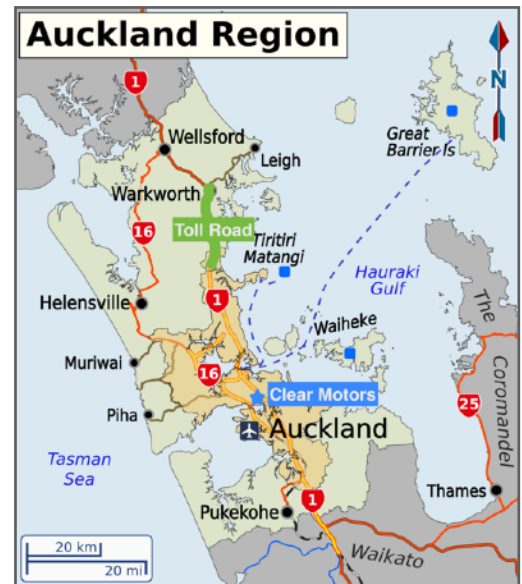 Auckland Region
1
N
Wellsford
Great
Barrier Is
Leigh
Warkworth
Toll Road
16
Tiritiri
Matangi
Hauraki
Gulf
The
Coromandel
Helensville
1
Waiheke
Muriwai
16
Clear Motors
25
Piha
Auckland
Tasman
Sea
Thames
1
Pukekohe
20 km
20 mi
Waikato